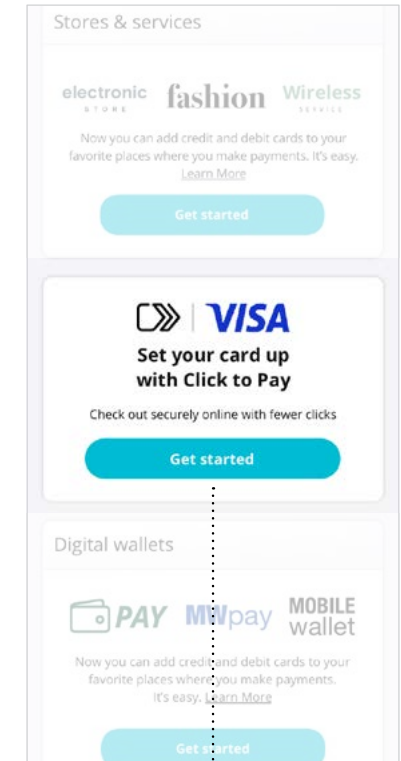 Stores & services
electronic fashion Wireless
STORE SERVICE
Now you can add credit and debit cards to your
favorite places where you make payments. It's easy.
Learn More
Get started
VISA
Set your card up
with Click to Pay
Check out securely online with fewer clicks
Get started
Digital wallets
PAY MWpay MOBILE
wallet
Now you can add credit and debit cards to your
favorite places where you make payments.
It's easy. Learn More
Get started